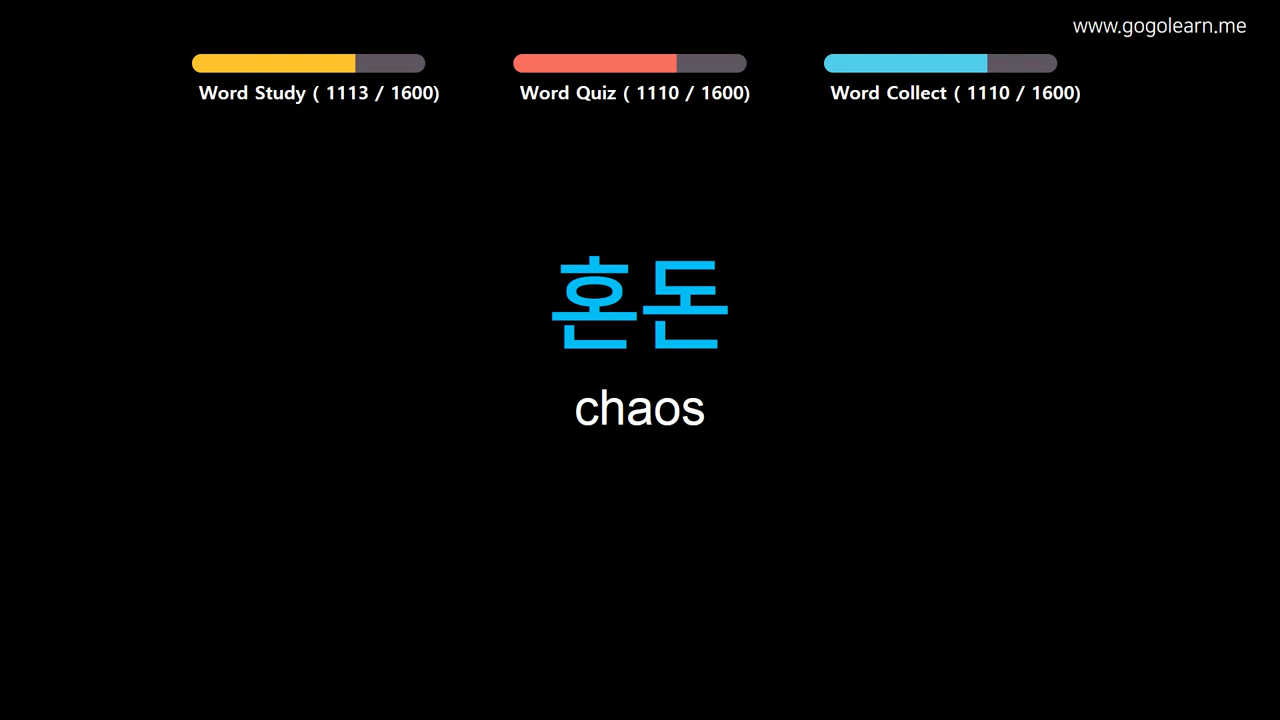 www.gogolearn.me
Word Study ( 1113 / 1600)
Word Quiz ( 1110 / 1600)
Word Collect ( 1110 / 1600)
혼돈
chaos